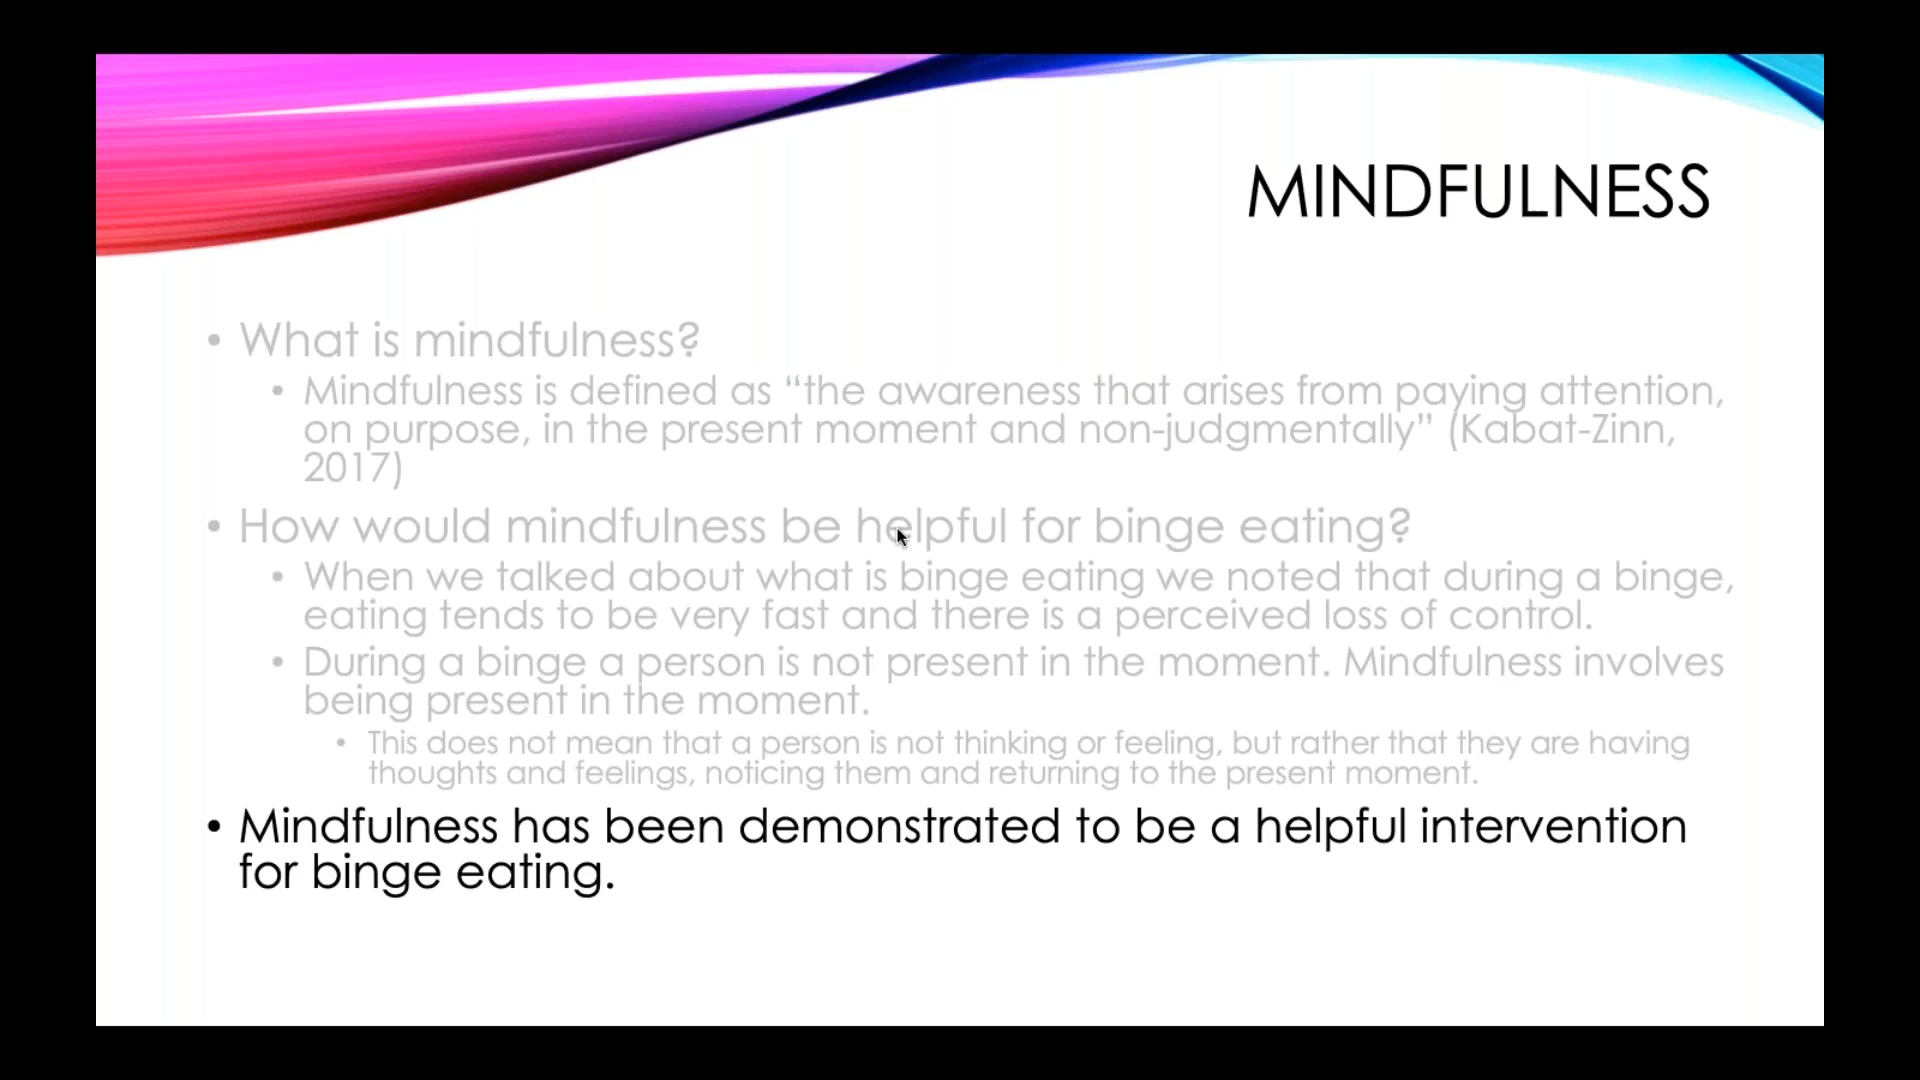 MINDFULNESS
• What is mindfulness?
• Mindfulness is defined as “the awareness that arises from paying attention,
on purpose, in the present moment and non-judgmentally” (Kabat-Zinn,
2017)
• How would mindfulness be helpful for binge eating?
• When we talked about what is binge eating we noted that during a binge,
eating tends to be very fast and there is a perceived loss of control.
• During a binge a person is not present in the moment. Mindfulness involves
being present in the moment.
• This does not mean that a person is not thinking or feeling, but rather that they are having
thoughts and feelings, noticing them and returning to the present moment.
• Mindfulness has been demonstrated to be a helpful intervention
for binge eating.